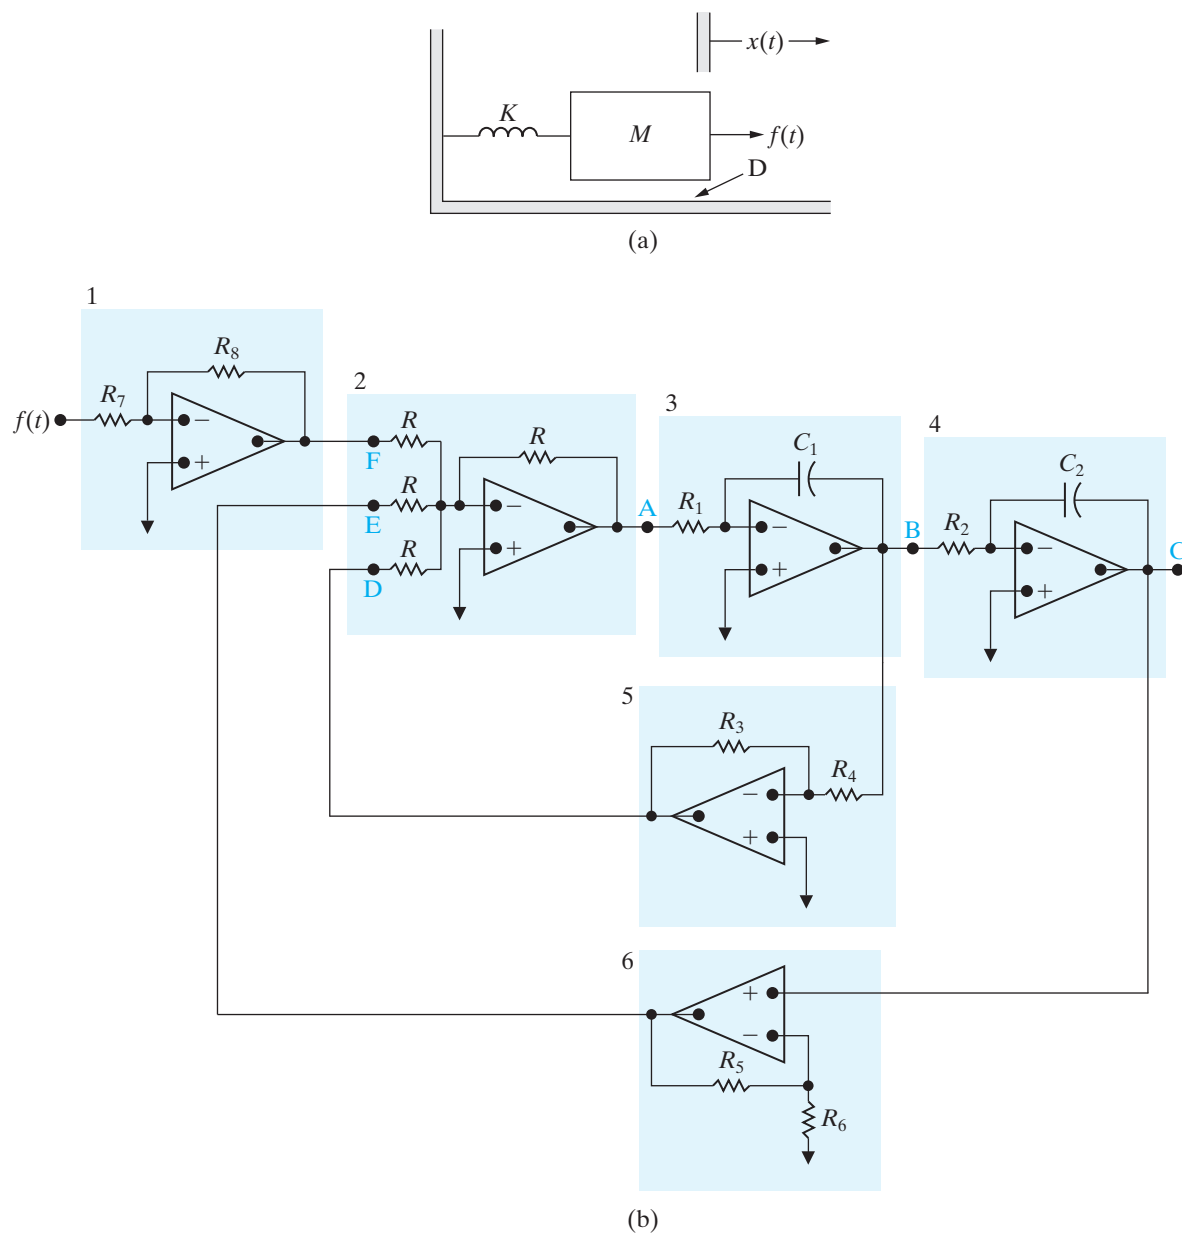 x(t)
K
M
f(t)
D
(a)
1
R8
R7
f(t)
−
+
2
R
F
R
E
R
D
R
−
+
A
3
C1
R1
−
+
B
4
C2
R2
−
+
C
5
R3
R4
−
+
6
+
−
R5
R6
(b)